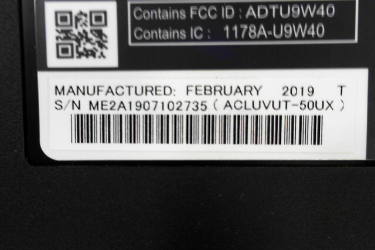 Contains FCC ID : ADTU9W40
Contains IC : 1178A-U9W40
MANUFACTURED: FEBRUARY 2019 T
S/N ME2A1907102735 ( ACLUVUT-50UX )